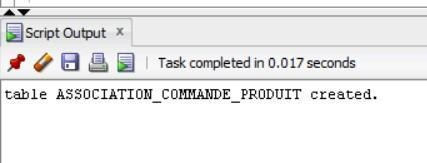 Script Output x
Task completed in 0.017 seconds
table ASSOCIATION_COMMANDE_PRODUIT created.